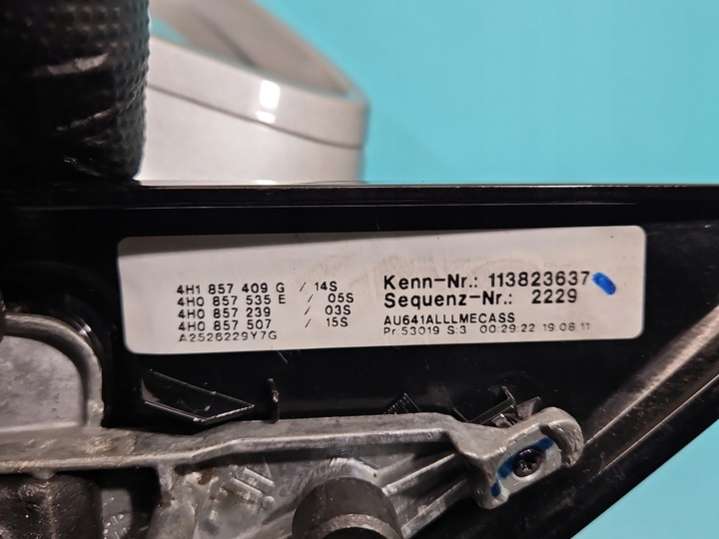 4H1 857 409 G / 14S
4H0 857 535 E / 05S
4H0 857 239 / 03S
4H0 857 507 / 15S
A2526229Y7G
Kenn-Nr.: 113823637
Sequenz-Nr.: 2229
AU641ALLLMECASS
Pr.53019 S:3 00:29:22 19.08.11